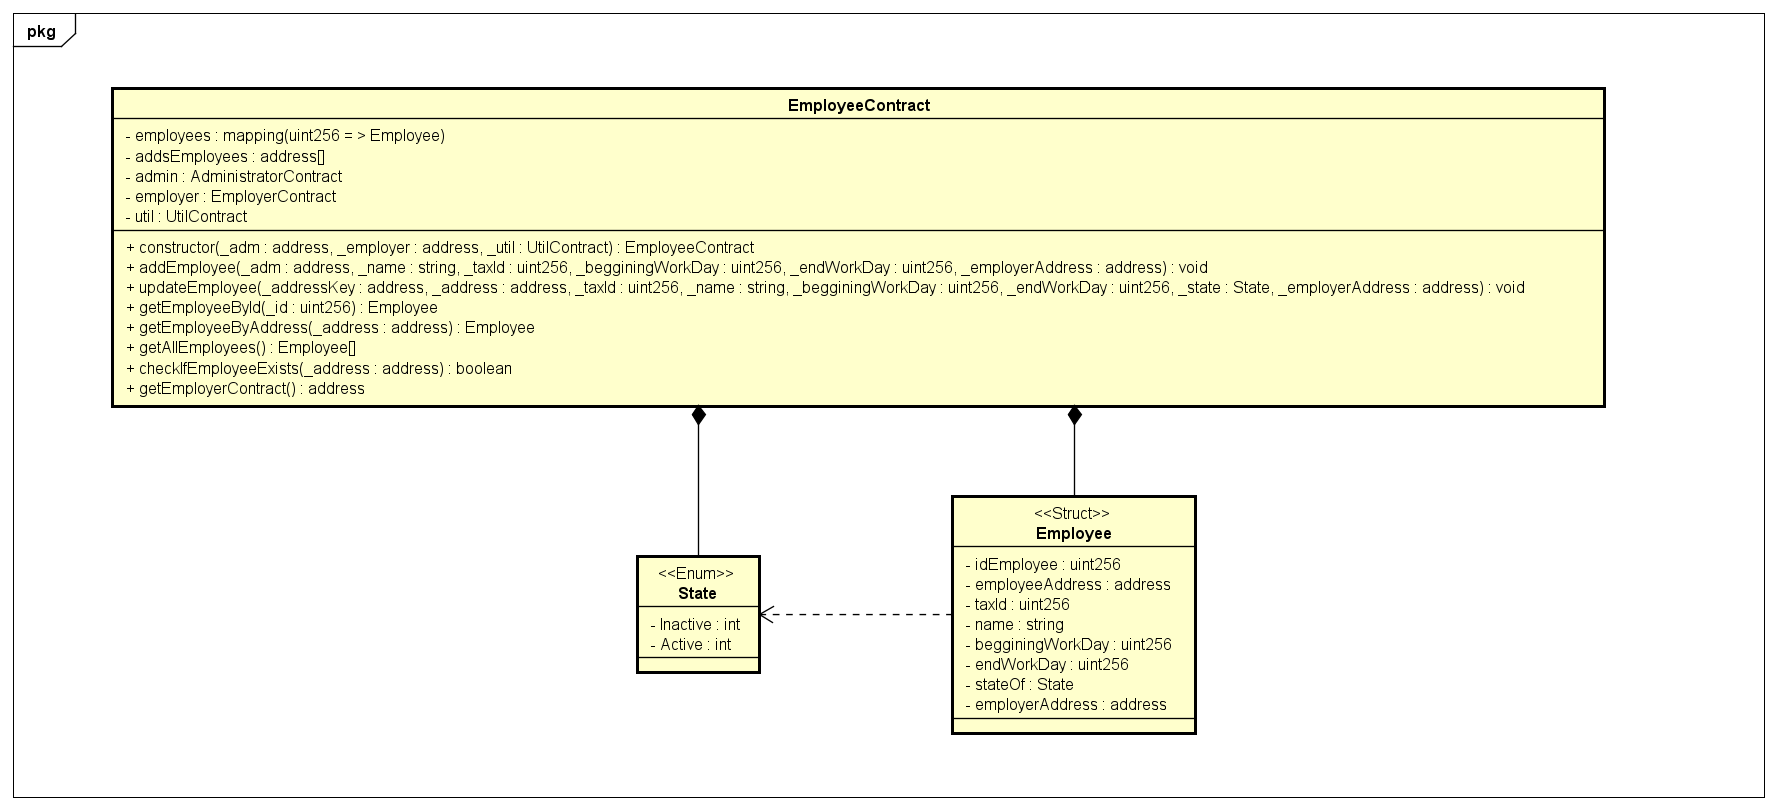 pkg
EmployeeContract
- employees : mapping(uint256 = > Employee)
- addsEmployees : address[]
- admin : AdministratorContract
- employer : EmployerContract
- util : UtilContract
+ constructor(_adm : address, _employer : address, _util : UtilContract) : EmployeeContract
+ addEmployee(_adm : address, _name : string, _taxId : uint256, _begginingWorkDay : uint256, _endWorkDay : uint256, _employerAddress : address) : void
+ updateEmployee(_addressKey : address, _address : address, _taxId : uint256, _name : string, _begginingWorkDay : uint256, _endWorkDay : uint256, _state : State, _employerAddress : address) : void
+ getEmployeeById(_id : uint256) : Employee
+ getEmployeeByAddress(_address : address) : Employee
+ getAllEmployees() : Employee[]
+ checkIfEmployeeExists(_address : address) : boolean
+ getEmployerContract() : address
<<Enum>>
State
- Inactive : int
- Active : int
<<Struct>>
Employee
- idEmployee : uint256
- employeeAddress : address
- taxId : uint256
- name : string
- begginingWorkDay : uint256
- endWorkDay : uint256
- stateOf : State
- employerAddress : address